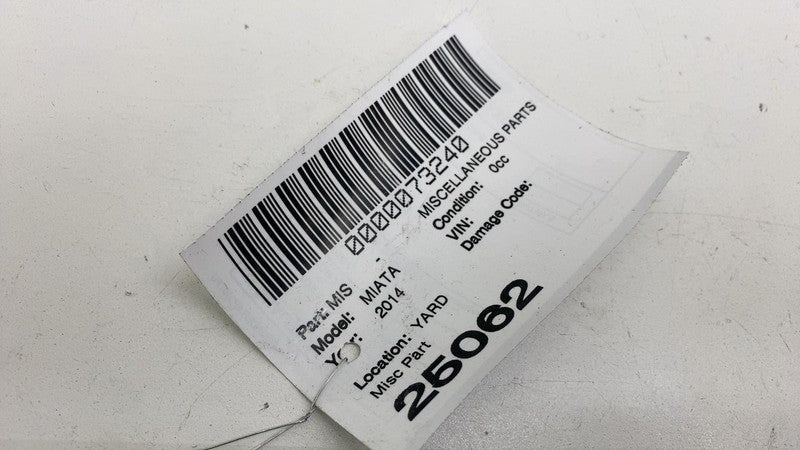 0000073240
Part: MIS MISCELLANEOUS PARTS
Model: MIATA Condition: 0cc
Year: 2014 VIN:
Damage Code:
Location: YARD
Misc Part
25062